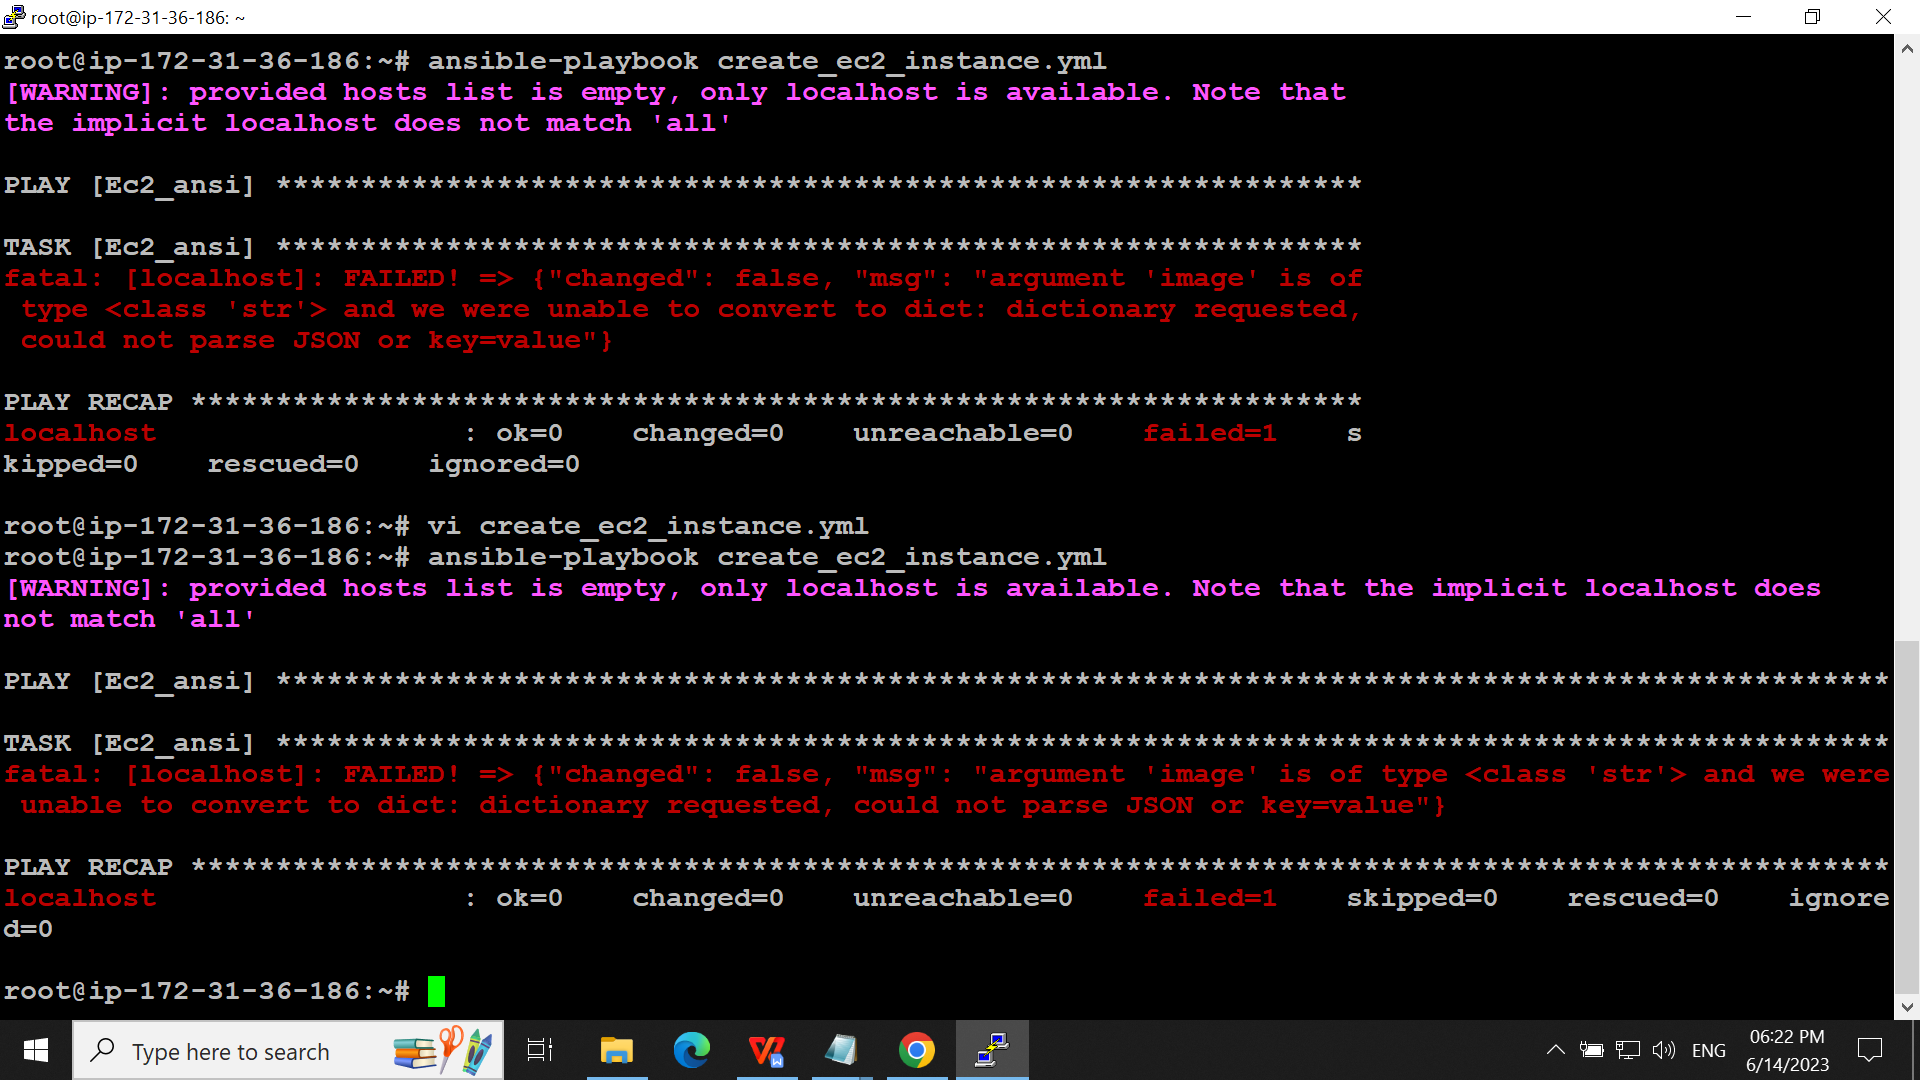 root@ip-172-31-36-186: ~
root@ip-172-31-36-186:~# ansible-playbook create_ec2_instance.yml
[WARNING]: provided hosts list is empty, only localhost is available. Note that
the implicit localhost does not match 'all'
PLAY [Ec2_ansi] ****************************************************************
TASK [Ec2_ansi] ****************************************************************
fatal: [localhost]: FAILED! => {"changed": false, "msg": "argument 'image' is of
 type <class 'str'> and we were unable to convert to dict: dictionary requested,
 could not parse JSON or key=value"}
PLAY RECAP *********************************************************************
localhost                  : ok=0    changed=0    unreachable=0    failed=1    s
kipped=0    rescued=0    ignored=0
root@ip-172-31-36-186:~# vi create_ec2_instance.yml
root@ip-172-31-36-186:~# ansible-playbook create_ec2_instance.yml
[WARNING]: provided hosts list is empty, only localhost is available. Note that the implicit localhost does
not match 'all'
PLAY [Ec2_ansi] ***********************************************************************************************
TASK [Ec2_ansi] ***********************************************************************************************
fatal: [localhost]: FAILED! => {"changed": false, "msg": "argument 'image' is of type <class 'str'> and we were
 unable to convert to dict: dictionary requested, could not parse JSON or key=value"}
PLAY RECAP ****************************************************************************************************
localhost                  : ok=0    changed=0    unreachable=0    failed=1    skipped=0    rescued=0    ignore
d=0
root@ip-172-31-36-186:~#
Type here to search
ENG
06:22 PM
6/14/2023